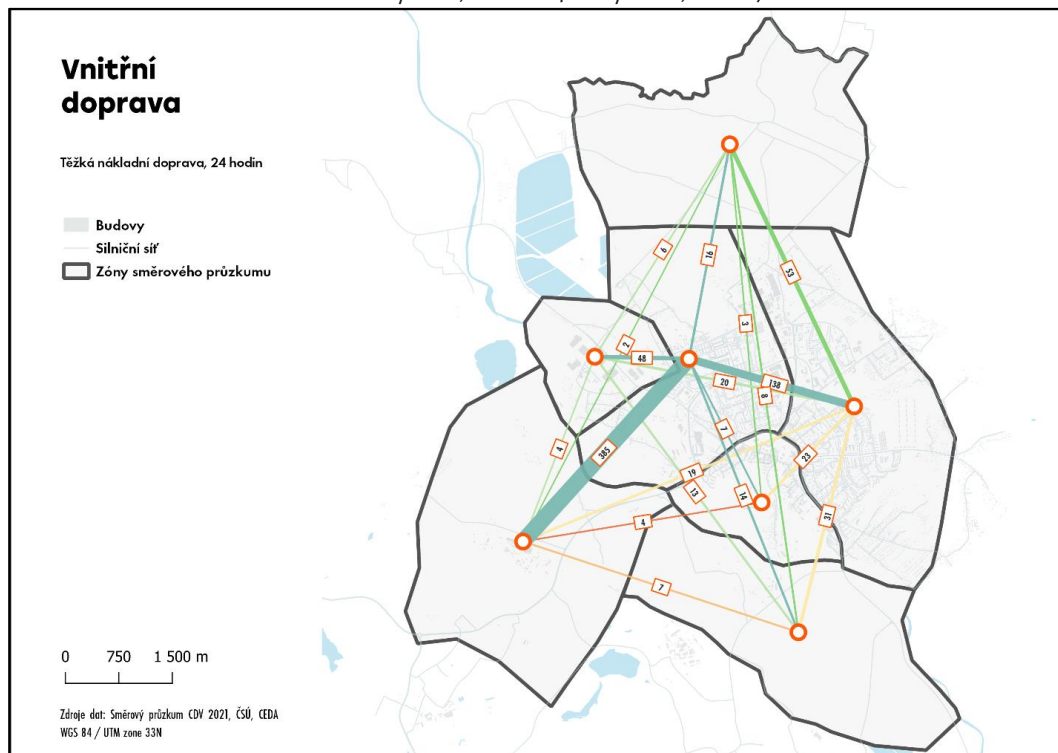 Vnitřní
doprava
Těžká nákladní doprava, 24 hodin
Budovy
Silniční síť
Zóny směrového průzkumu
6
16
53
3
2
48
138
20
8
7
385
4
23
19
13
14
4
31
7
0 750 1 500 m
Zdroje dat: Směrový průzkum CDV 2021, ČSÚ, CEDA
WGS 84 / UTM zone 33N